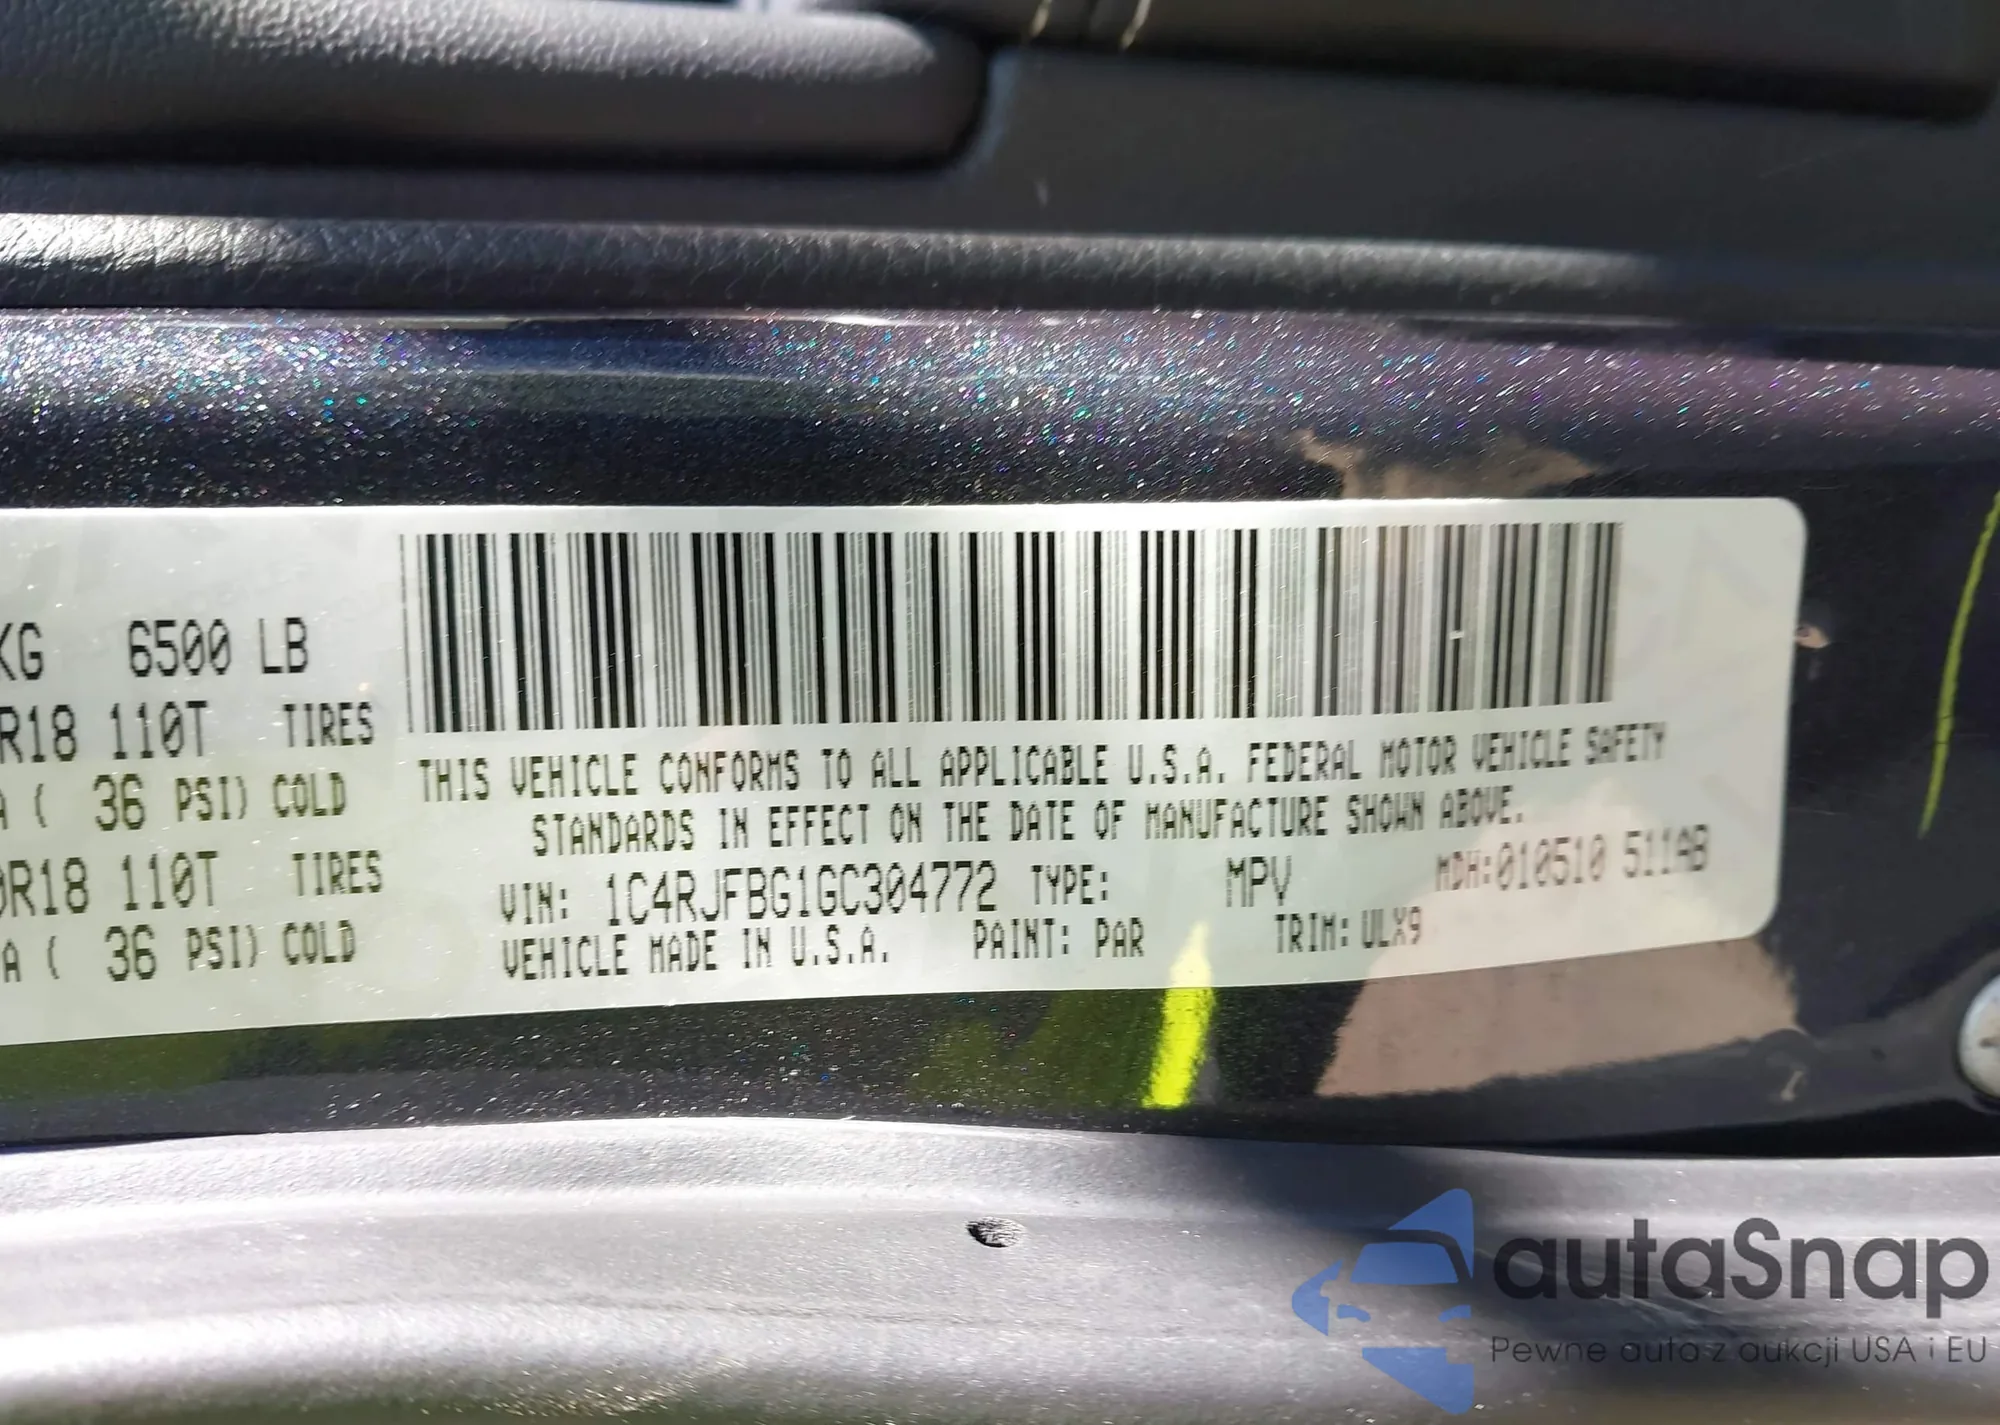 KG 6500 LB
R18 110T TIRES
A ( 36 PSI) COLD
0R18 110T TIRES
A ( 36 PSI) COLD
THIS VEHICLE CONFORMS TO ALL APPLICABLE U.S.A. FEDERAL MOTOR VEHICLE SAFETY
STANDARDS IN EFFECT ON THE DATE OF MANUFACTURE SHOWN ABOVE.
VIN: 1C4RJFBG1GC304772 TYPE: MPV MDH:010510 511AB
VEHICLE MADE IN U.S.A. PAINT: PAR TRIM: ULX9
autaSnap
Pewne auta z aukcji USA i EU